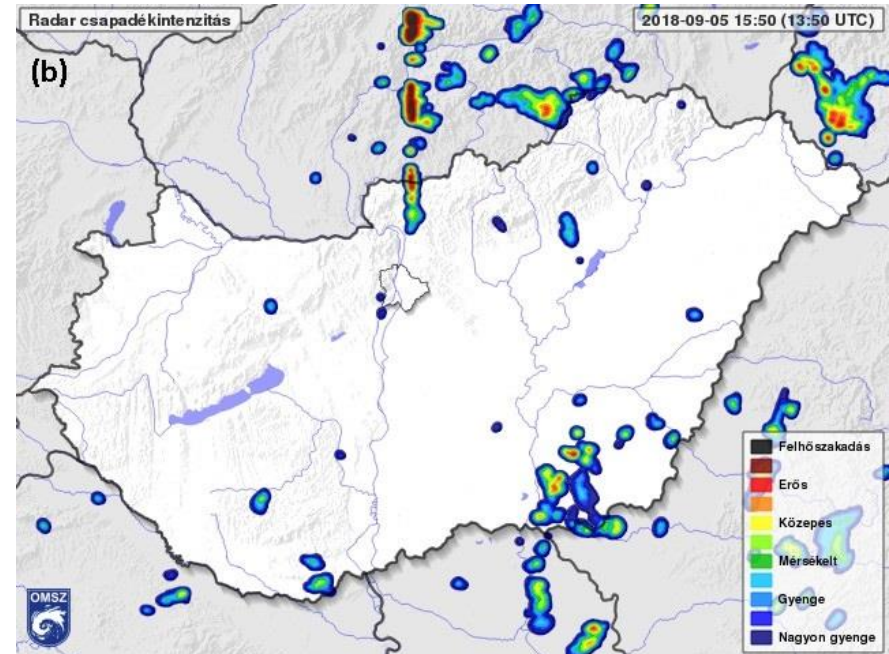 Radar csapadékintenzitás
2018-09-05 15:50 (13:50 UTC)
(b)
Felhőszakadás
Erős
Közepes
Mérsékelt
Gyenge
Nagyon gyenge
OMSZ